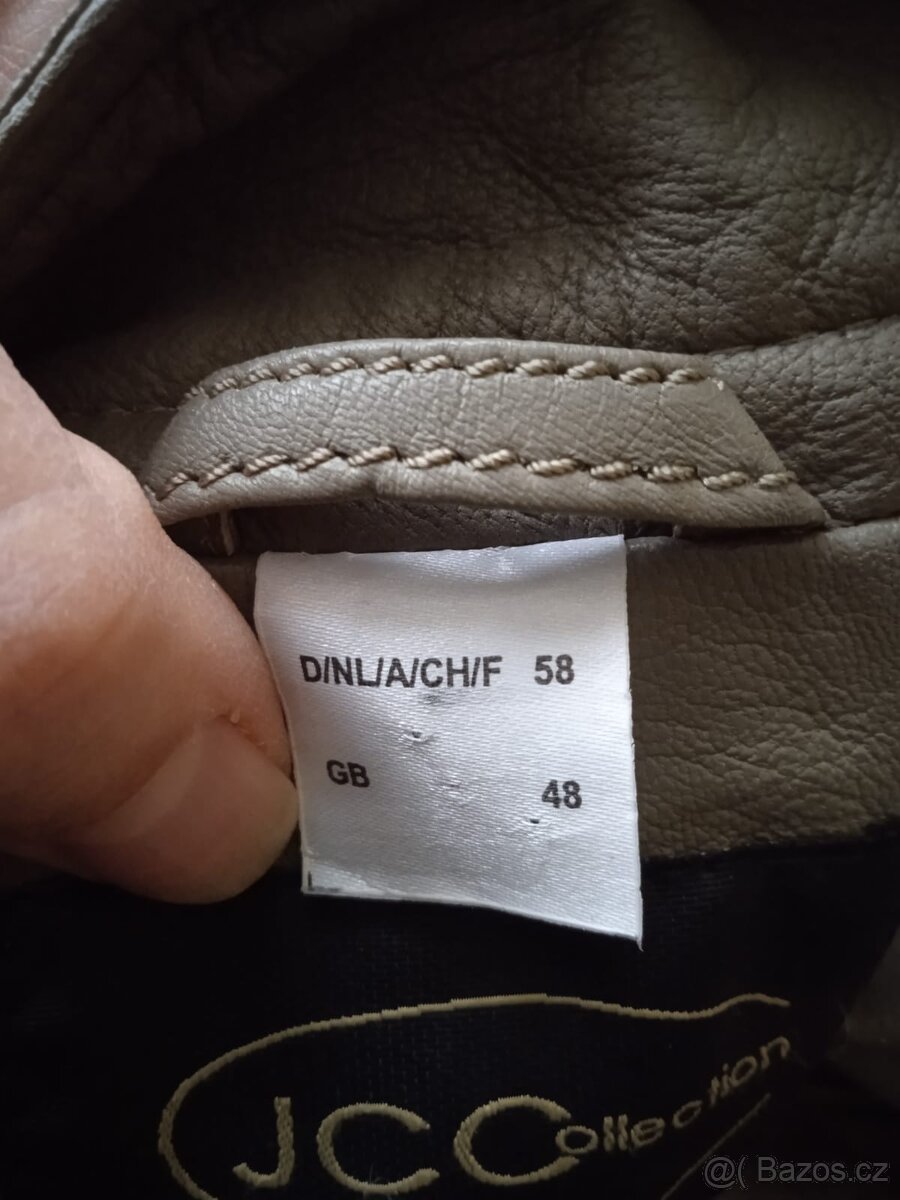 D/NL/A/CH/F 58
GB 48
JCCollection
@( Bazos.cz